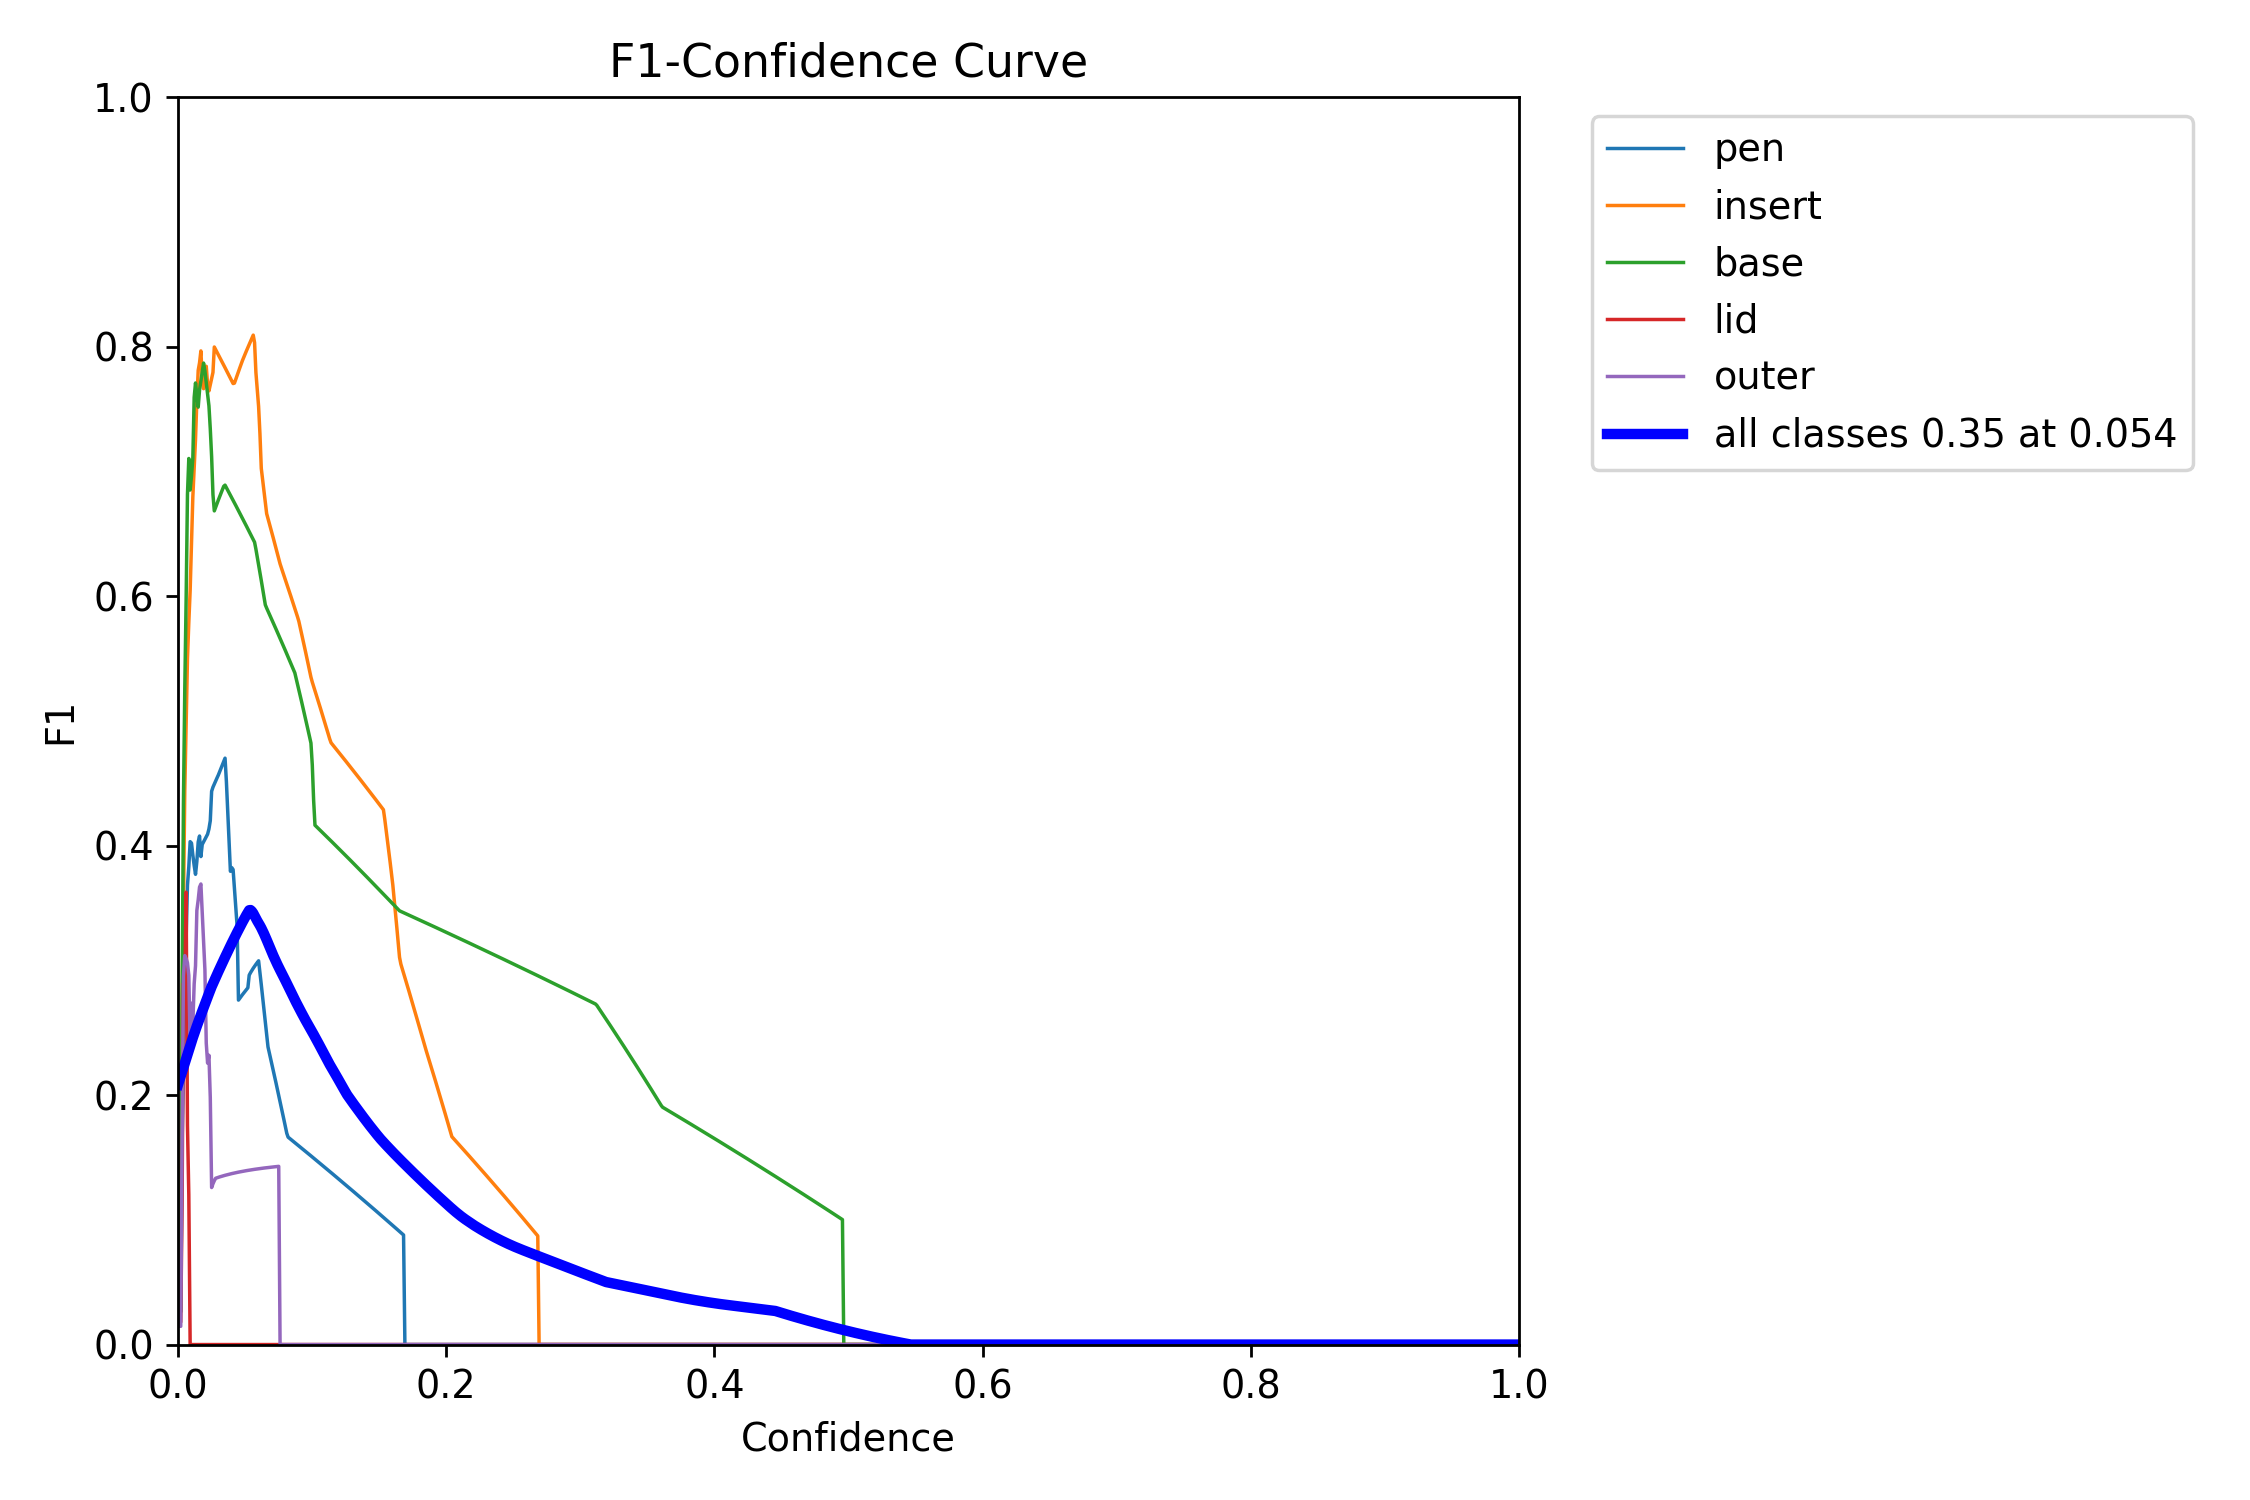 F1-Confidence Curve
1.0
0.8
0.6
0.4
0.2
0.0
F1
0.0 0.2 0.4 0.6 0.8 1.0
Confidence
pen
insert
base
lid
outer
all classes 0.35 at 0.054